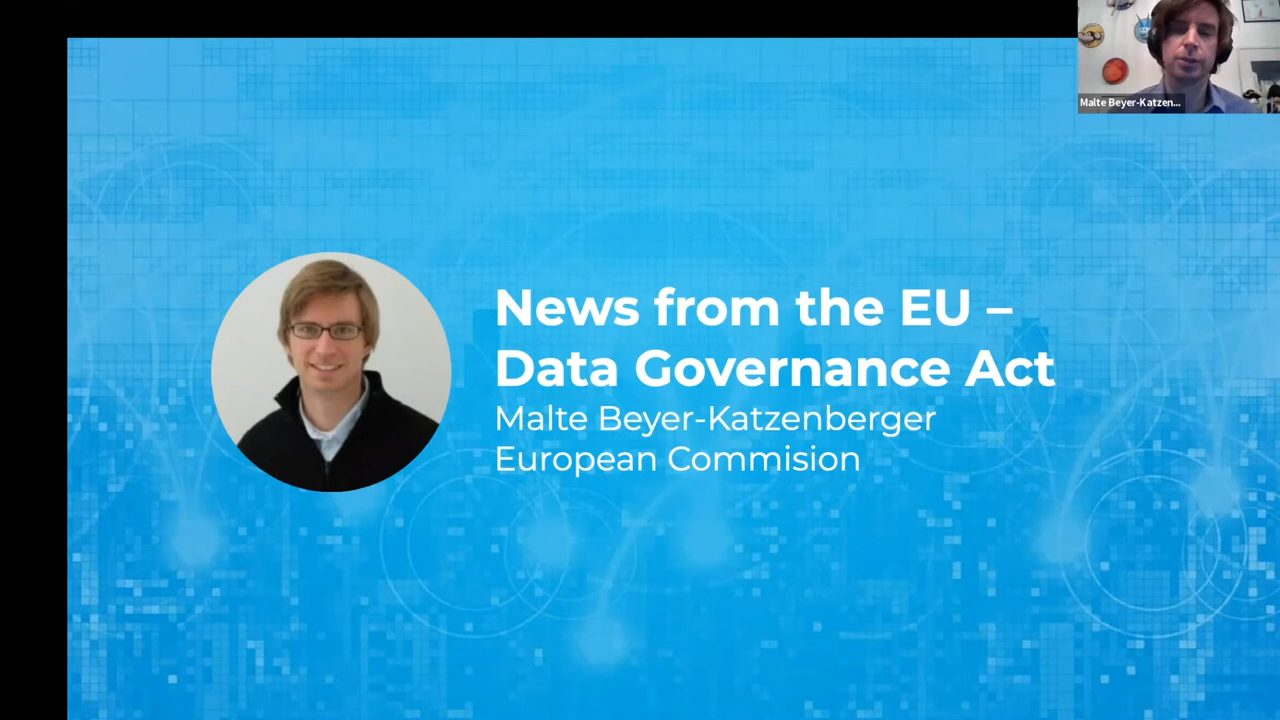 Malte Beyer-Katzen...
News from the EU –
Data Governance Act
Malte Beyer-Katzenberger
European Commision